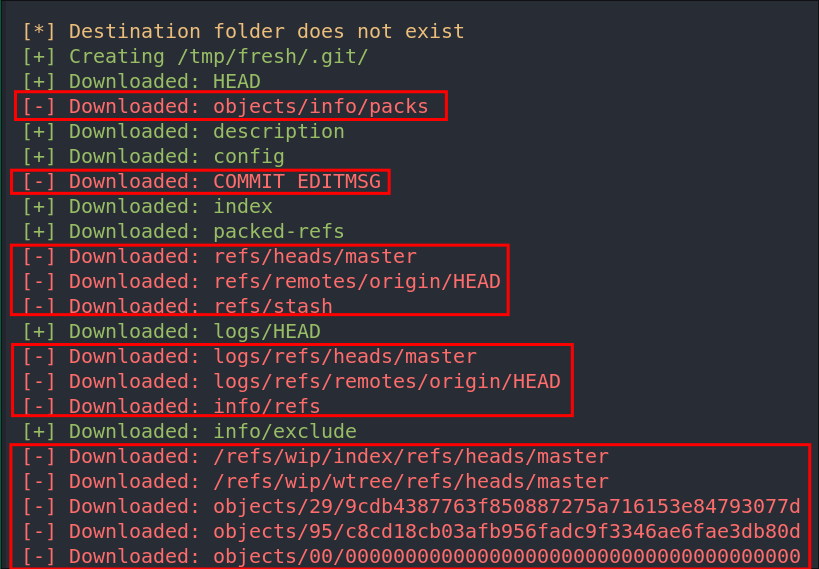 [*] Destination folder does not exist
[+] Creating /tmp/fresh/.git/
[+] Downloaded: HEAD
[-] Downloaded: objects/info/packs
[+] Downloaded: description
[+] Downloaded: config
[-] Downloaded: COMMIT EDITMSG
[+] Downloaded: index
[+] Downloaded: packed-refs
[-] Downloaded: refs/heads/master
[-] Downloaded: refs/remotes/origin/HEAD
[-] Downloaded: refs/stash
[+] Downloaded: logs/HEAD
[-] Downloaded: logs/refs/heads/master
[-] Downloaded: logs/refs/remotes/origin/HEAD
[-] Downloaded: info/refs
[+] Downloaded: info/exclude
[-] Downloaded: /refs/wip/index/refs/heads/master
[-] Downloaded: /refs/wip/wtree/refs/heads/master
[-] Downloaded: objects/29/9cdb4387763f850887275a716153e84793077d
[-] Downloaded: objects/95/c8cd18cb03afb956fadc9f3346ae6fae3db80d
[-] Downloaded: objects/00/00000000000000000000000000000000000000